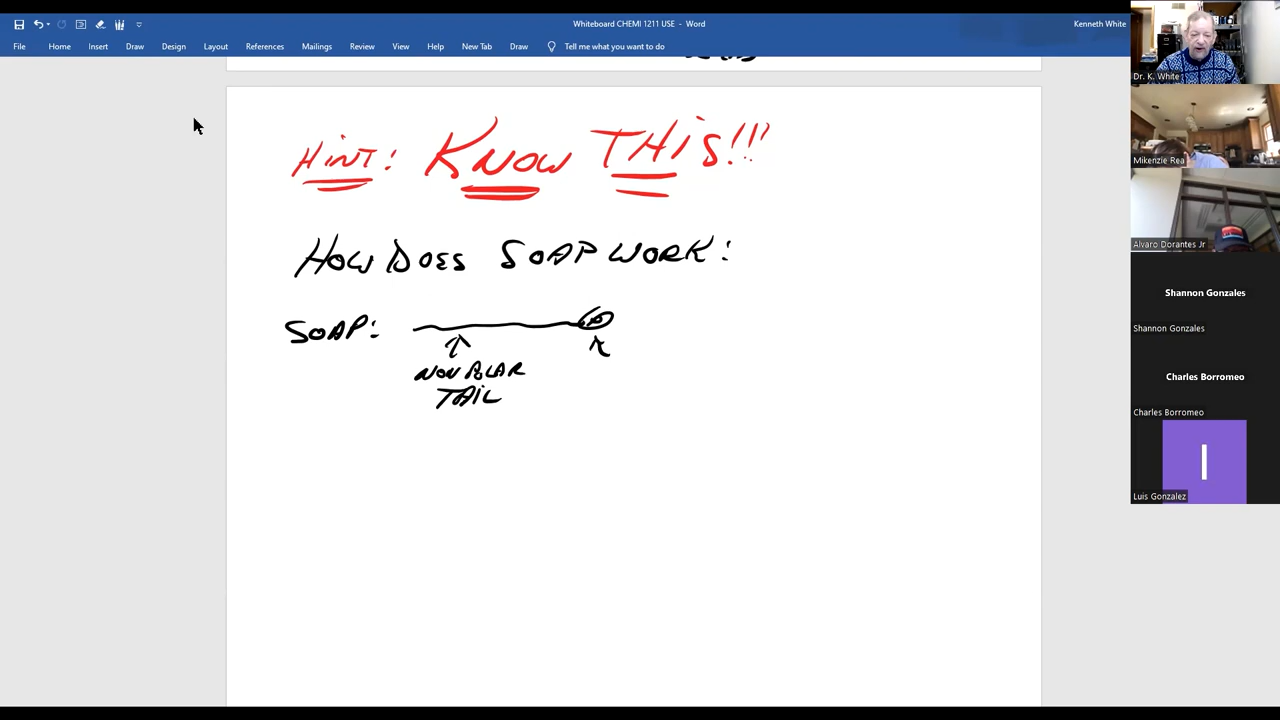 Whiteboard CHEMI 1211 USE - Word
Kenneth White
File Home Insert Draw Design Layout References Mailings Review View Help New Tab Draw Tell me what you want to do
Dr. K. White
HINT: KNOW THIS!!!
Mikenzie Rea
HOW DOES SOAP WORK:
Alvaro Dorantes Jr
Shannon Gonzales
SOAP:
Shannon Gonzales
NON POLAR
TAIL
Charles Borromeo
Charles Borromeo
I
Luis Gonzalez